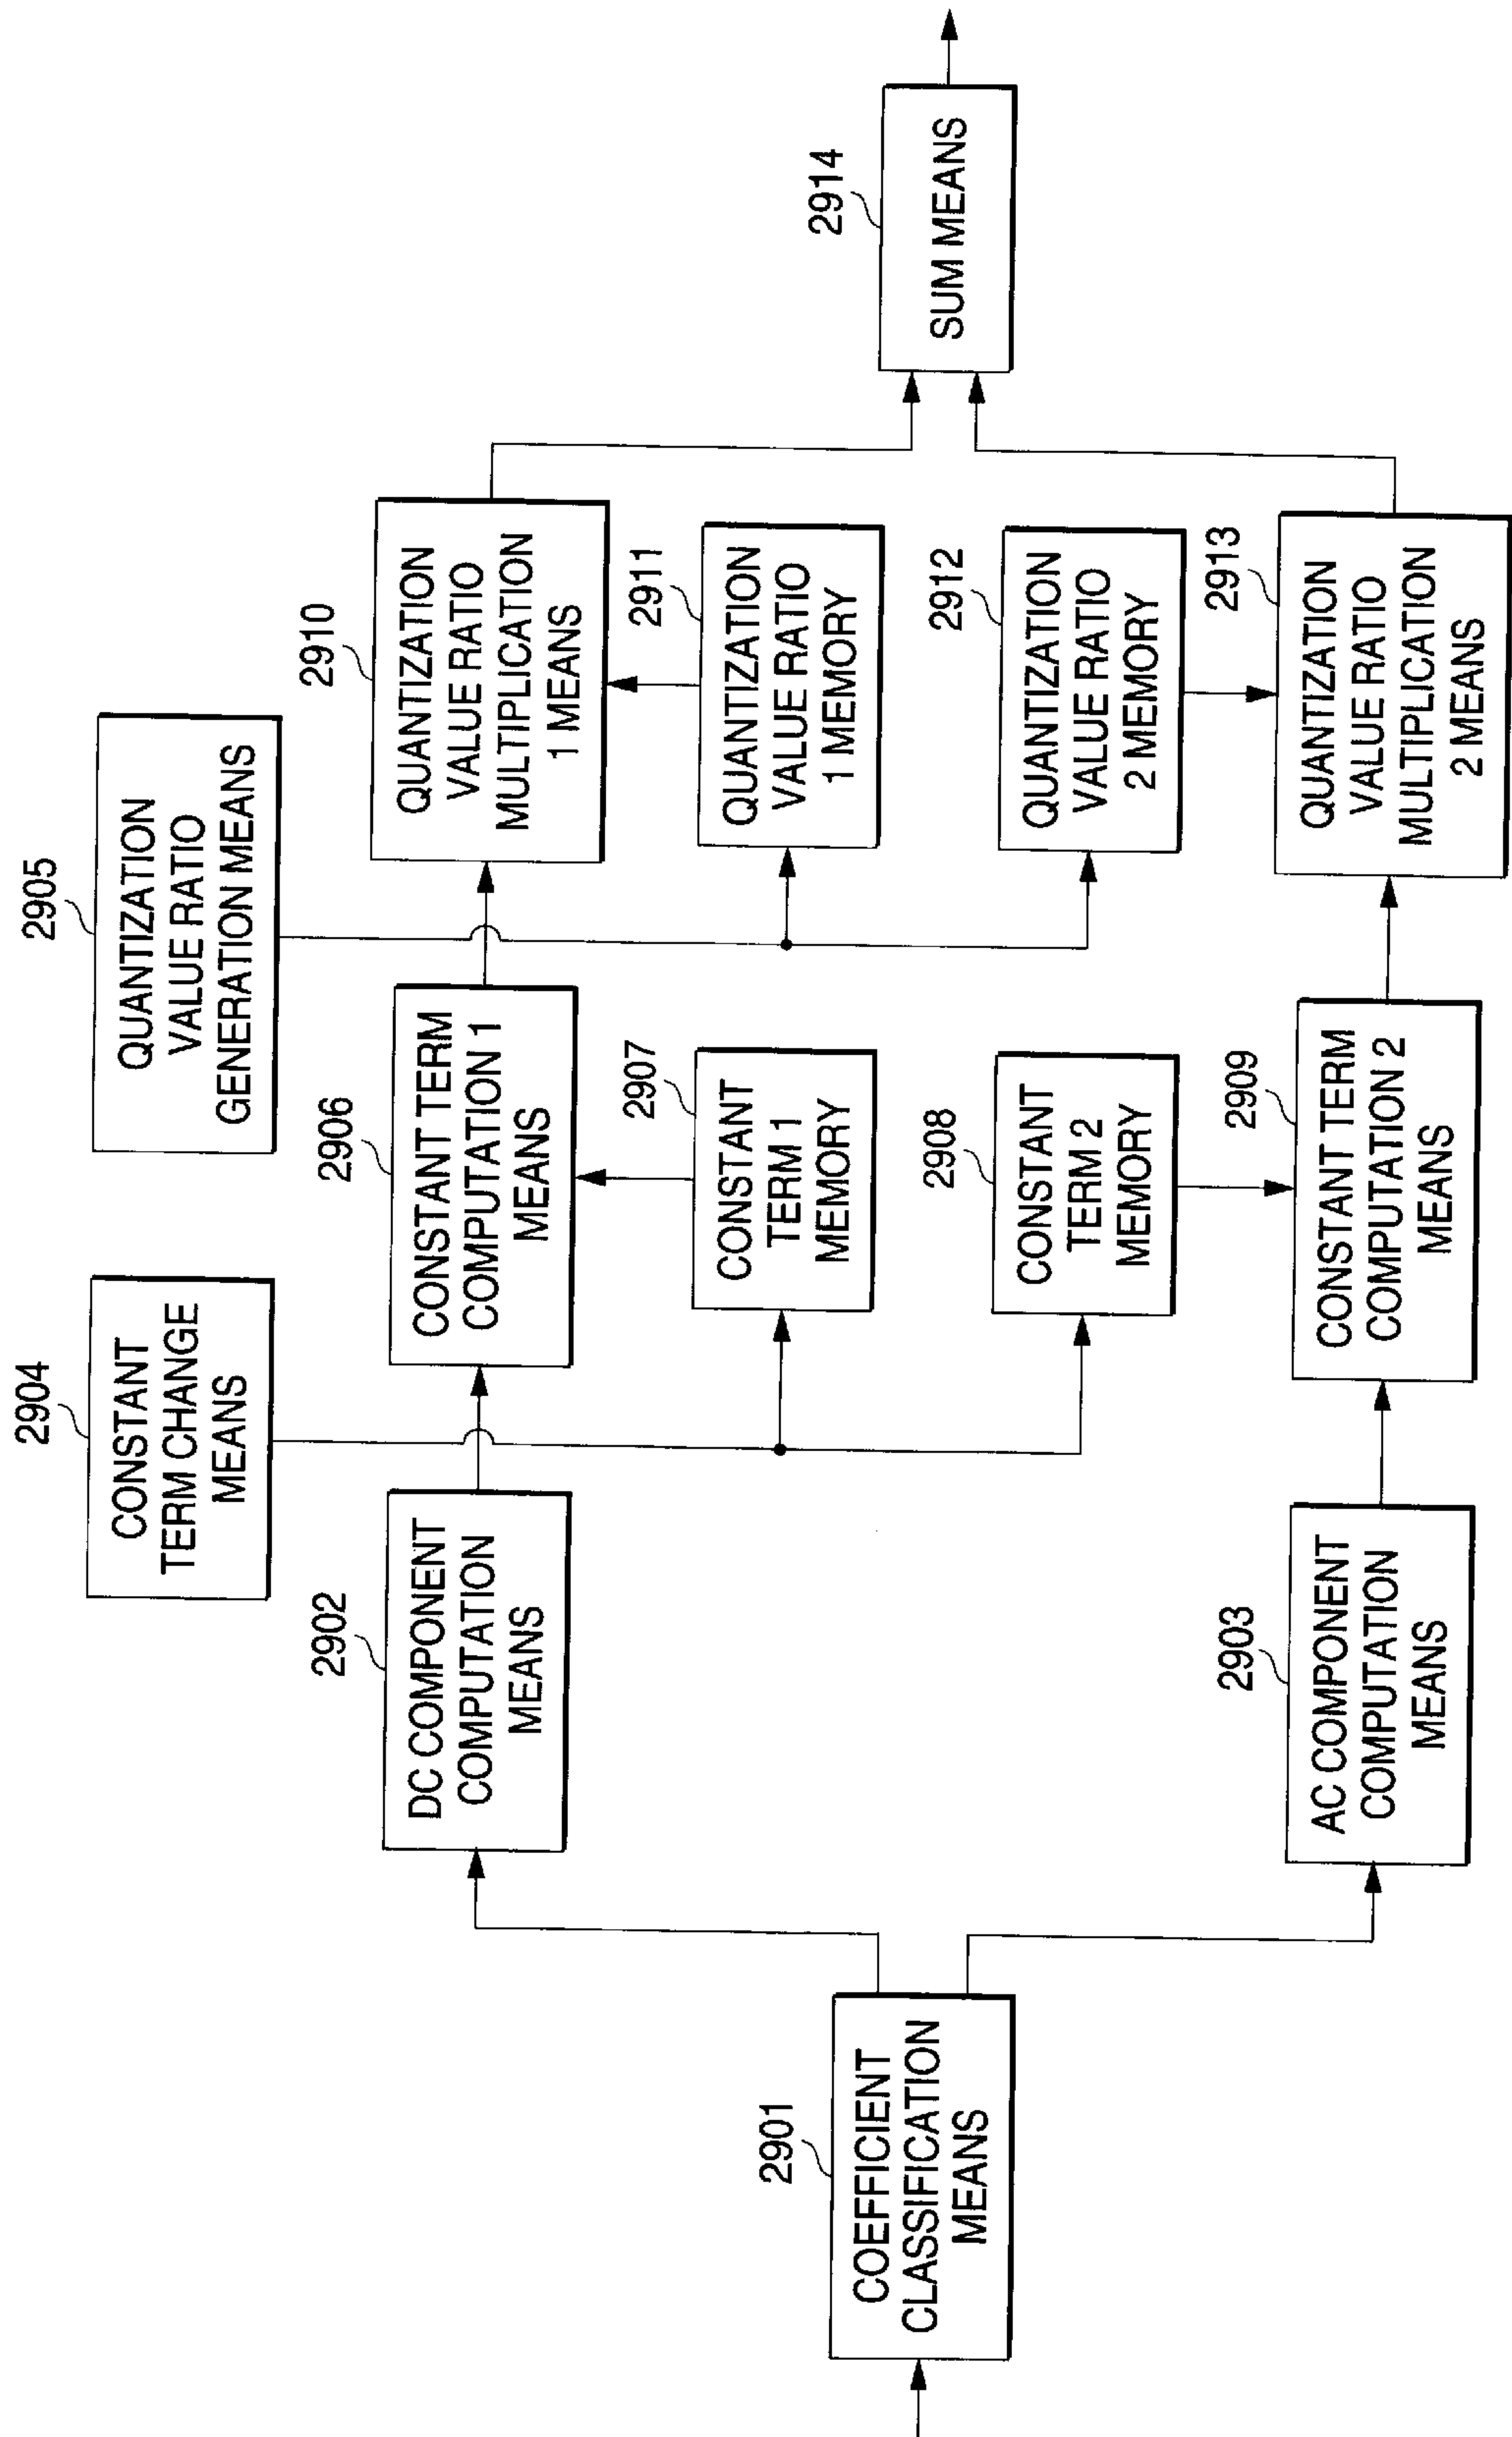 2901
COEFFICIENT
CLASSIFICATION
MEANS
2902
DC COMPONENT
COMPUTATION
MEANS
2903
AC COMPONENT
COMPUTATION
MEANS
2904
CONSTANT
TERM CHANGE
MEANS
2905
QUANTIZATION
VALUE RATIO
GENERATION MEANS
2906
CONSTANT TERM
COMPUTATION 1
MEANS
2907
CONSTANT
TERM 1
MEMORY
2908
CONSTANT
TERM 2
MEMORY
2909
CONSTANT TERM
COMPUTATION 2
MEANS
2910
QUANTIZATION
VALUE RATIO
MULTIPLICATION
1 MEANS
2911
QUANTIZATION
VALUE RATIO
1 MEMORY
2912
QUANTIZATION
VALUE RATIO
2 MEMORY
2913
QUANTIZATION
VALUE RATIO
MULTIPLICATION
2 MEANS
2914
SUM MEANS